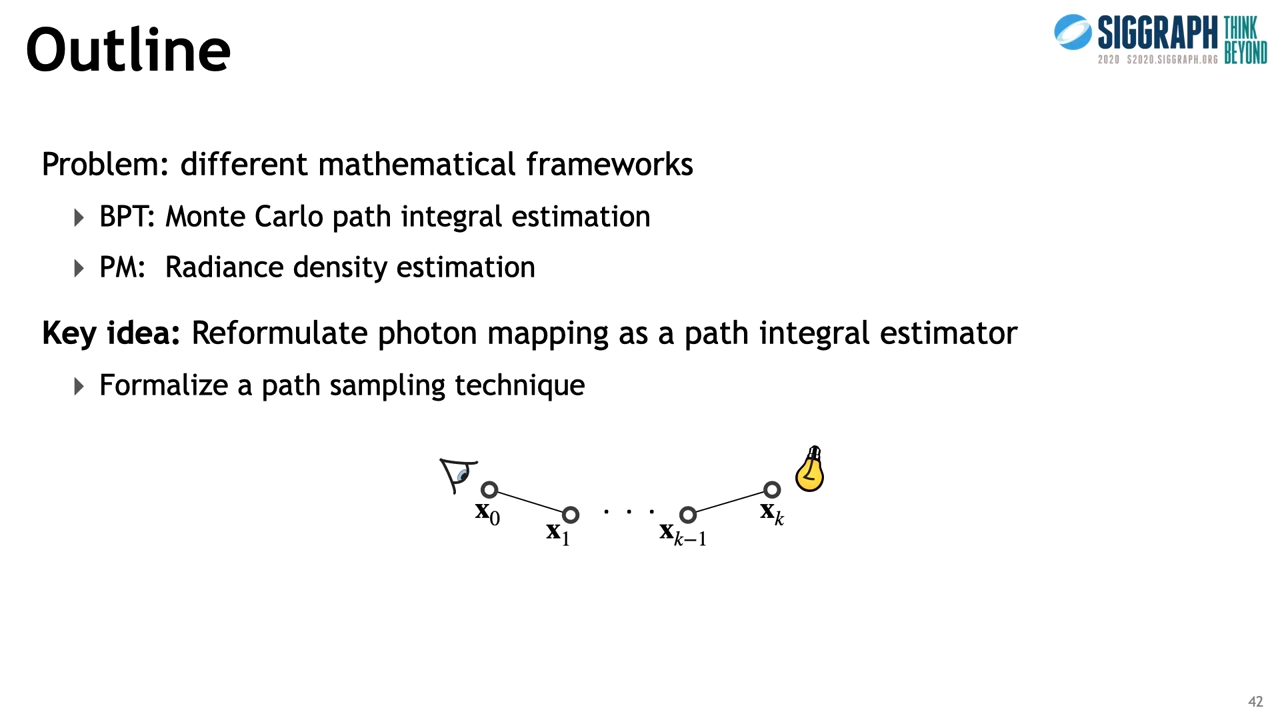 Outline
SIGGRAPH THINK BEYOND
2020 S2020.SIGGRAPH.ORG
Problem: different mathematical frameworks
BPT: Monte Carlo path integral estimation
PM: Radiance density estimation
Key idea: Reformulate photon mapping as a path integral estimator
Formalize a path sampling technique
x₀ x₁ · · · xₖ₋₁ xₖ
42